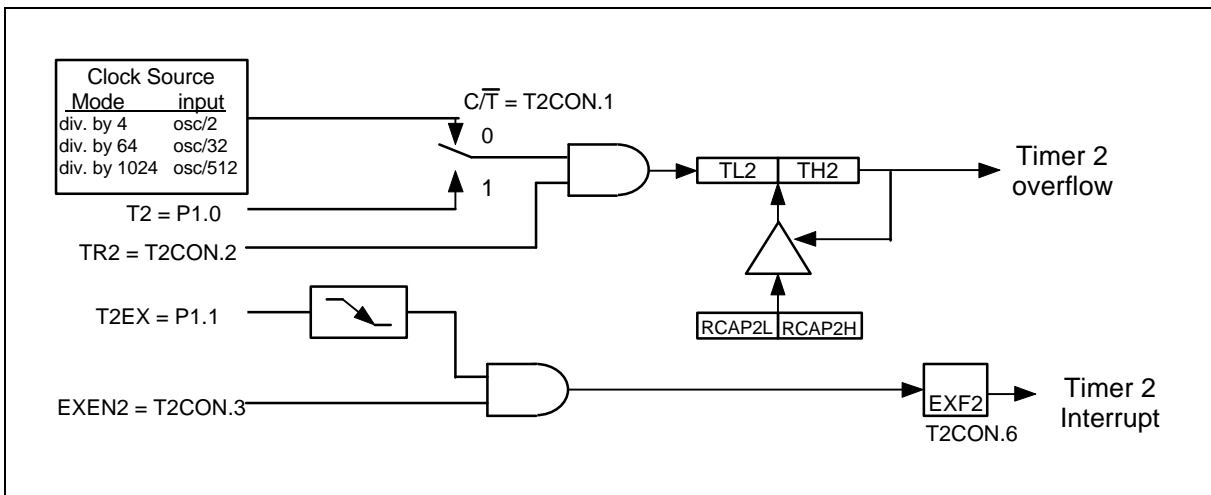 Clock Source
Mode input
div. by 4 osc/2
div. by 64 osc/32
div. by 1024 osc/512
C/T̅ = T2CON.1
0
1
T2 = P1.0
TR2 = T2CON.2
TL2 TH2
Timer 2
overflow
T2EX = P1.1
RCAP2L RCAP2H
EXEN2 = T2CON.3
EXF2
T2CON.6
Timer 2
Interrupt